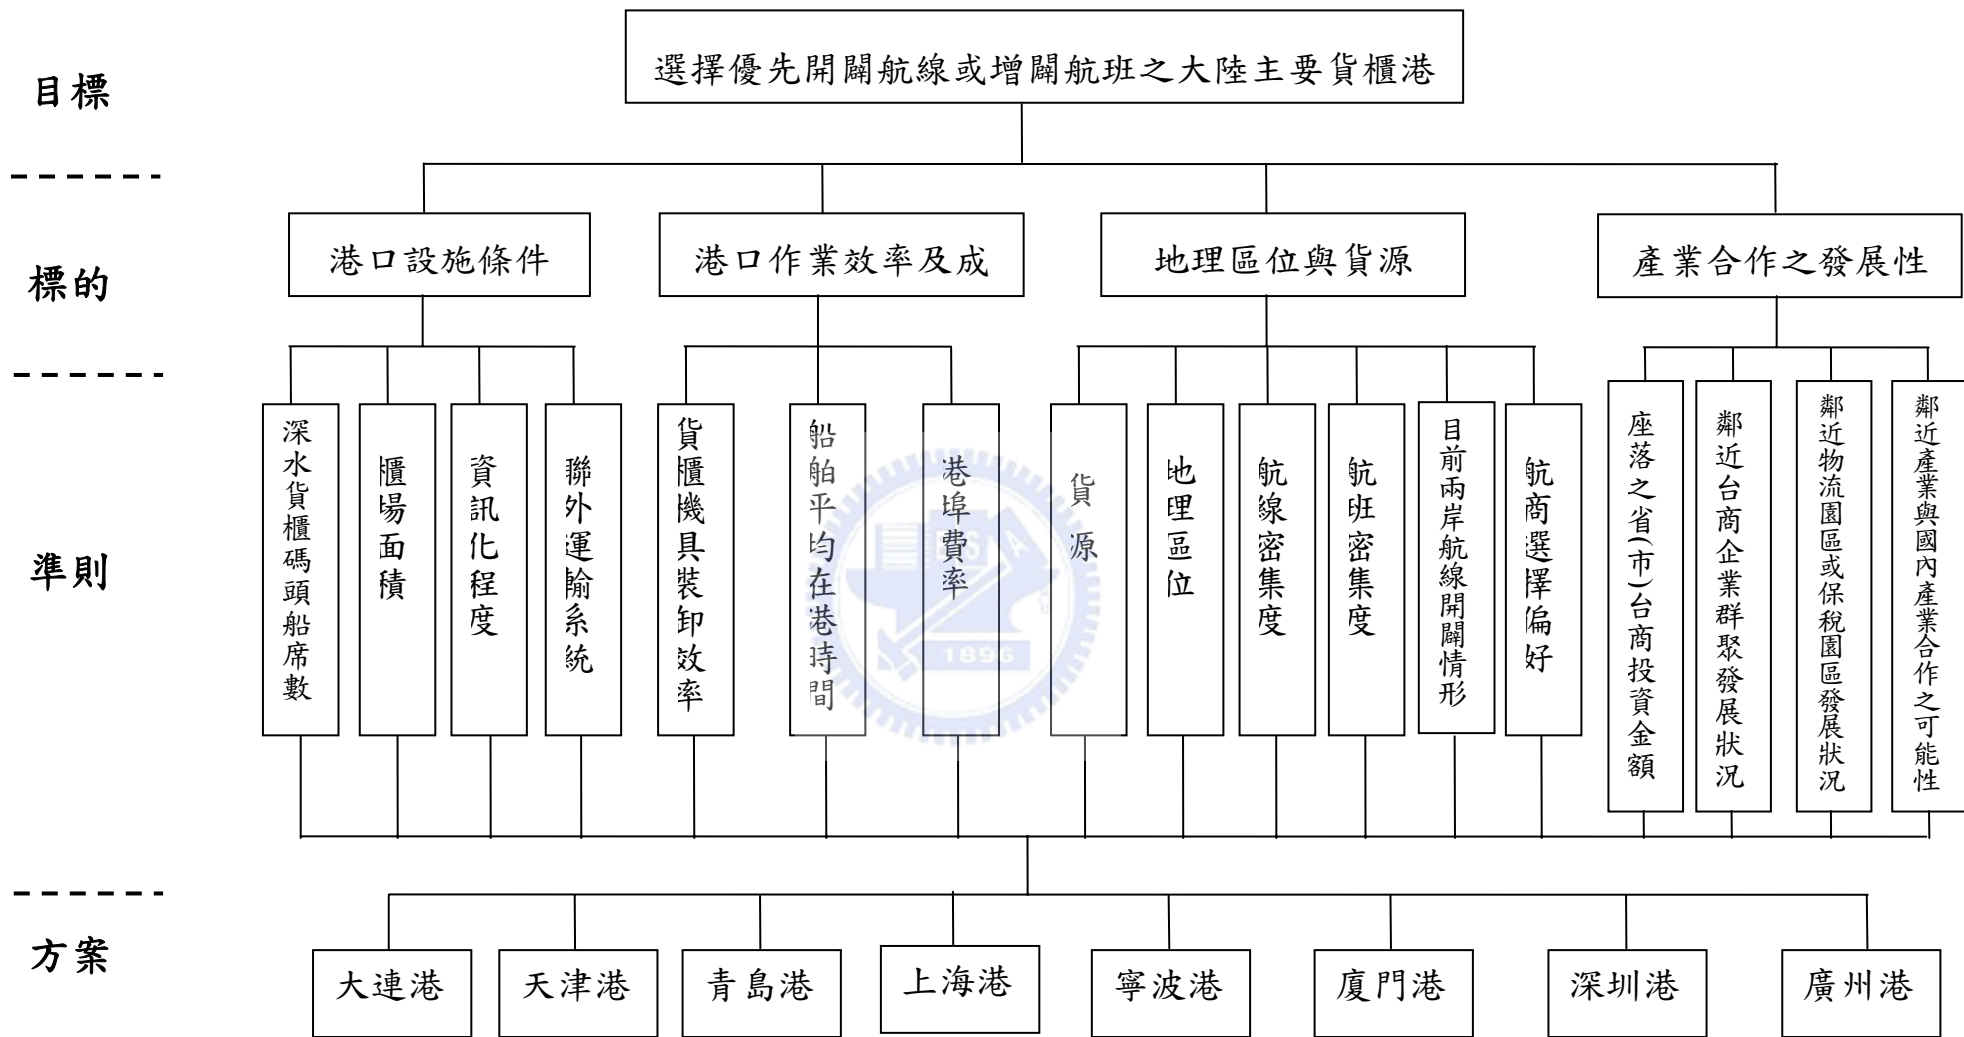 目標
選擇優先開闢航線或增闢航班之大陸主要貨櫃港
標的
港口設施條件
港口作業效率及成
地理區位與貨源
產業合作之發展性
準則
深水貨櫃碼頭船席數
櫃場面積
資訊化程度
聯外運輸系統
貨櫃機具裝卸效率
船舶平均在港時間
港埠費率
貨源
地理區位
航線密集度
航班密集度
目前兩岸航線開闢情形
航商選擇偏好
座落之省(市)台商投資金額
鄰近台商企業群聚發展狀況
鄰近物流園區或保稅園區發展狀況
鄰近產業與國內產業合作之可能性
1896
方案
大連港
天津港
青島港
上海港
寧波港
廈門港
深圳港
廣州港